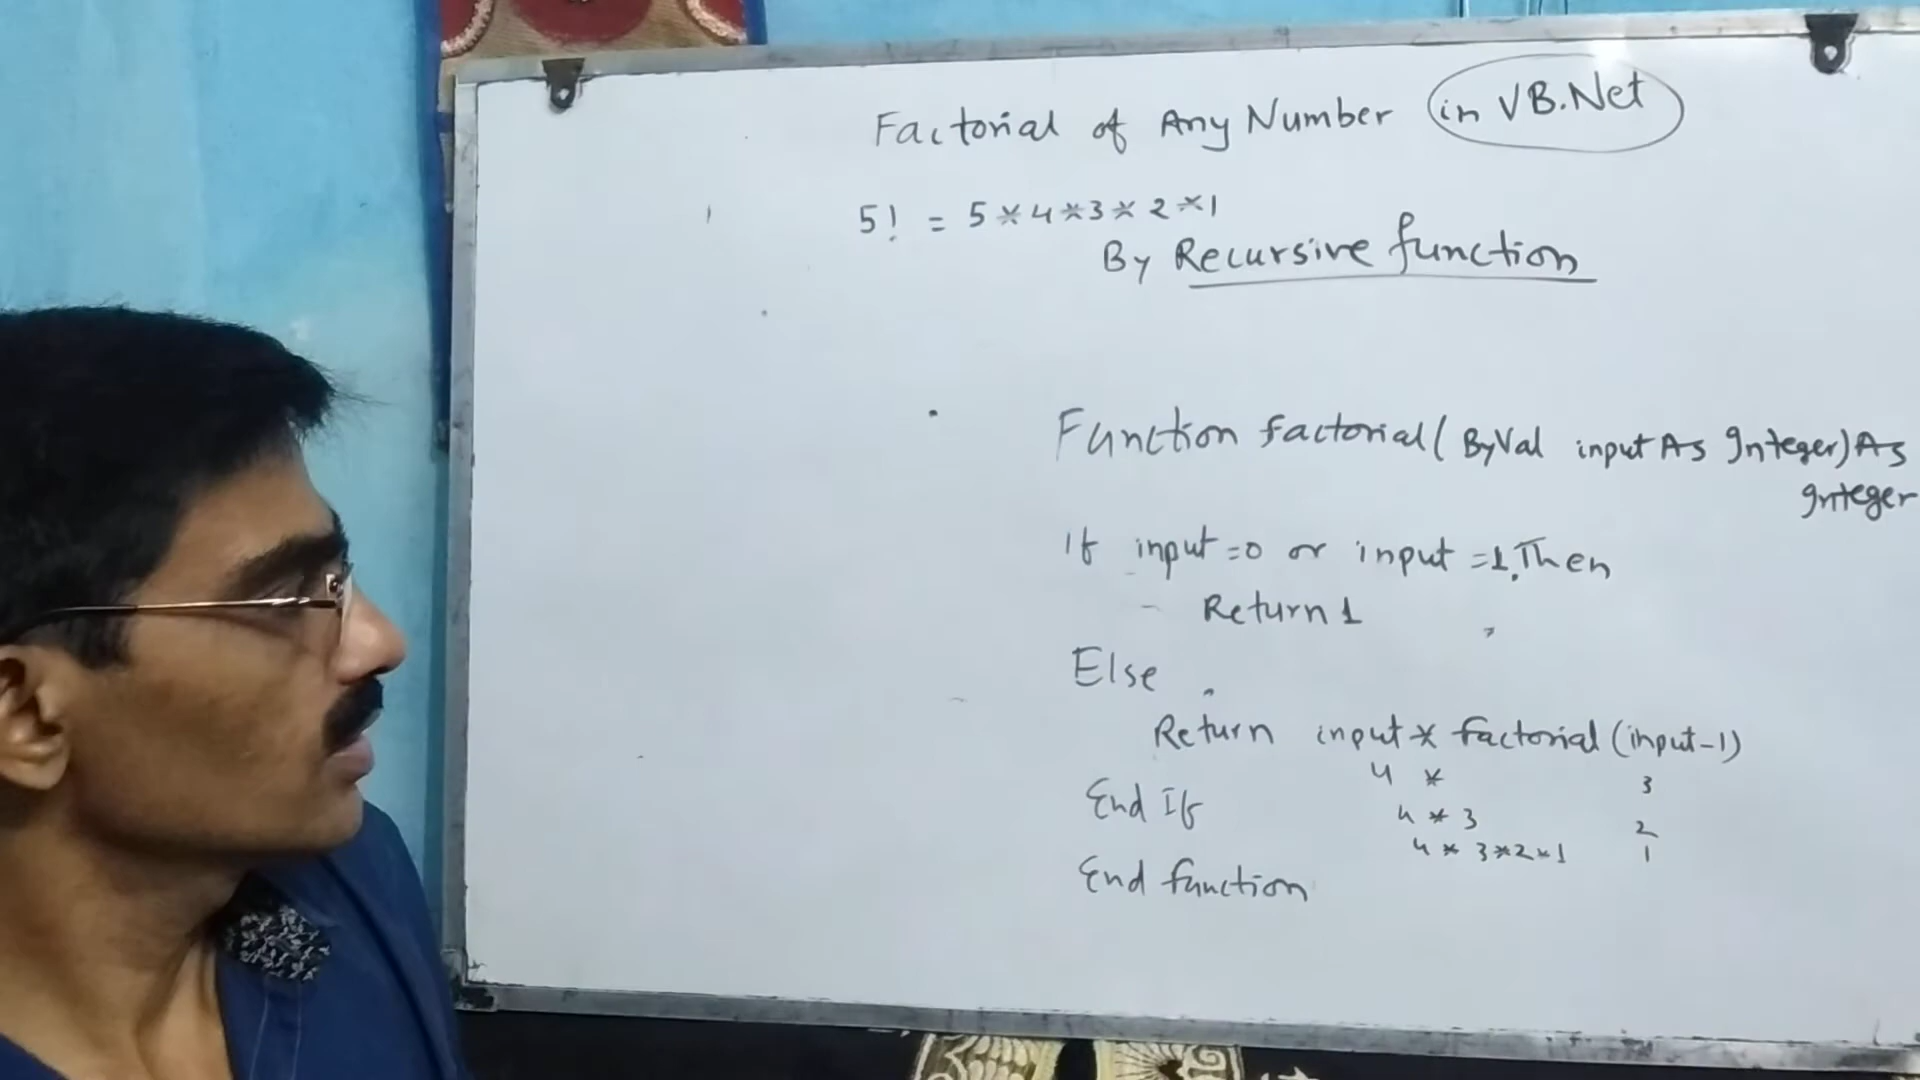 Factorial of Any Number in VB.Net
5! = 5*4*3*2*1
By Recursive function
Function factorial(ByVal input As Integer)As
Integer
If input=0 or input=1.Then
Return 1
Else
Return input * factorial(input-1)
4 * 3
End If
4 * 3 2
4 * 3*2*1 1
End function